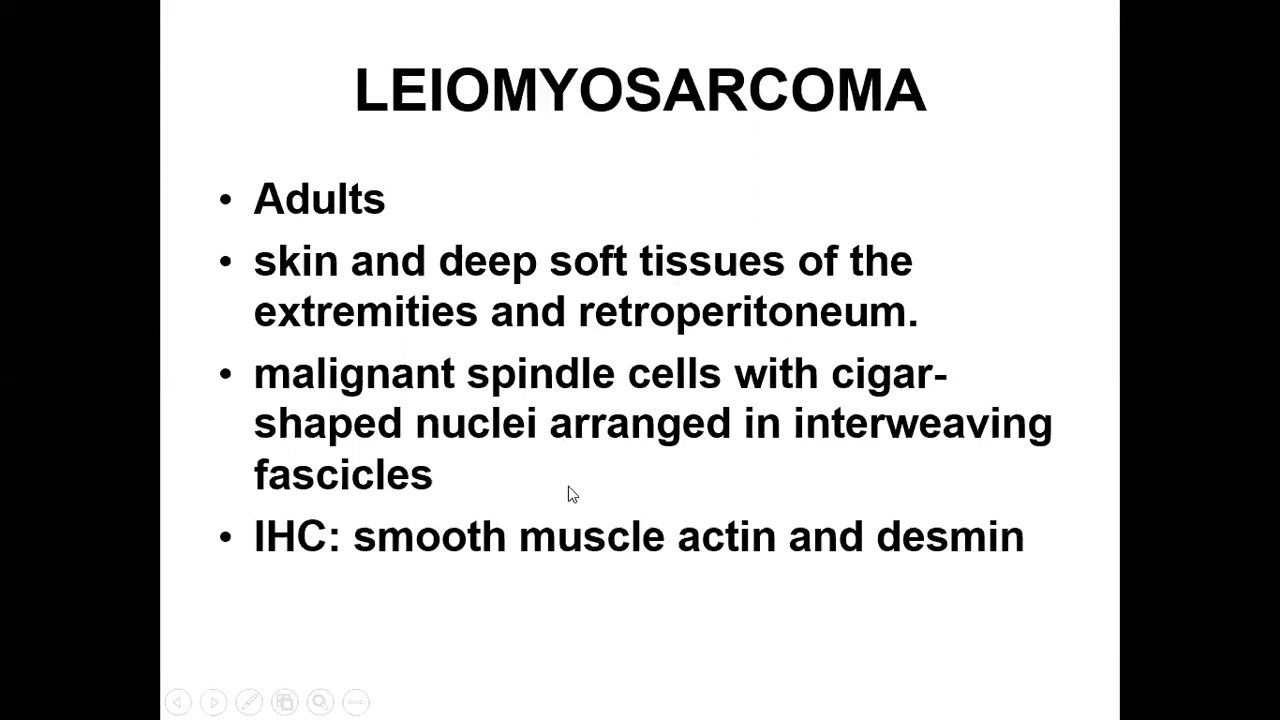 LEIOMYOSARCOMA
• Adults
• skin and deep soft tissues of the
extremities and retroperitoneum.
• malignant spindle cells with cigar-
shaped nuclei arranged in interweaving
fascicles
• IHC: smooth muscle actin and desmin